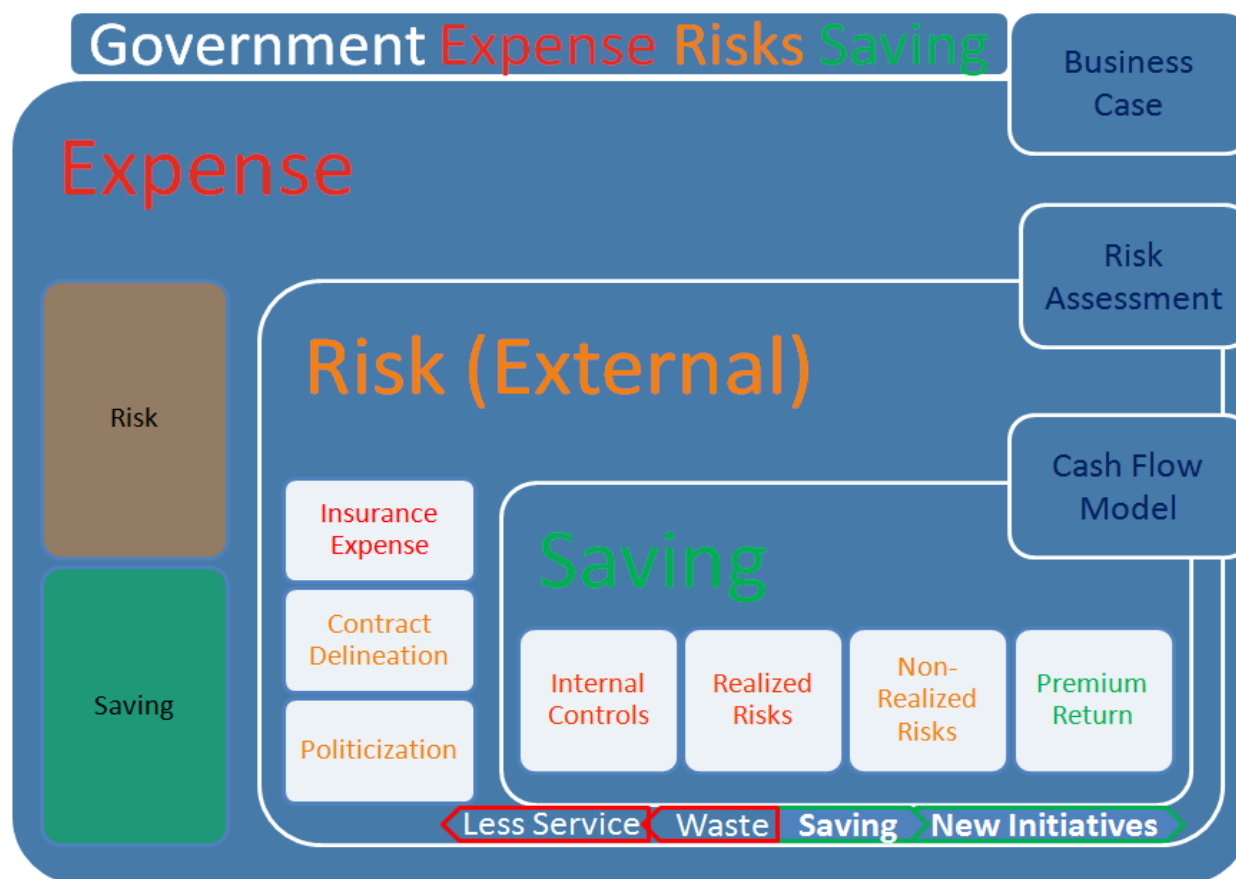 Government Expense Risks Saving
Business
Case
Expense
Risk
Assessment
Risk (External)
Risk
Cash Flow
Model
Insurance
Expense
Saving
Contract
Delineation
Internal
Controls
Realized
Risks
Non-
Realized
Risks
Premium
Return
Saving
Politicization
Less Service
Waste
Saving
New Initiatives